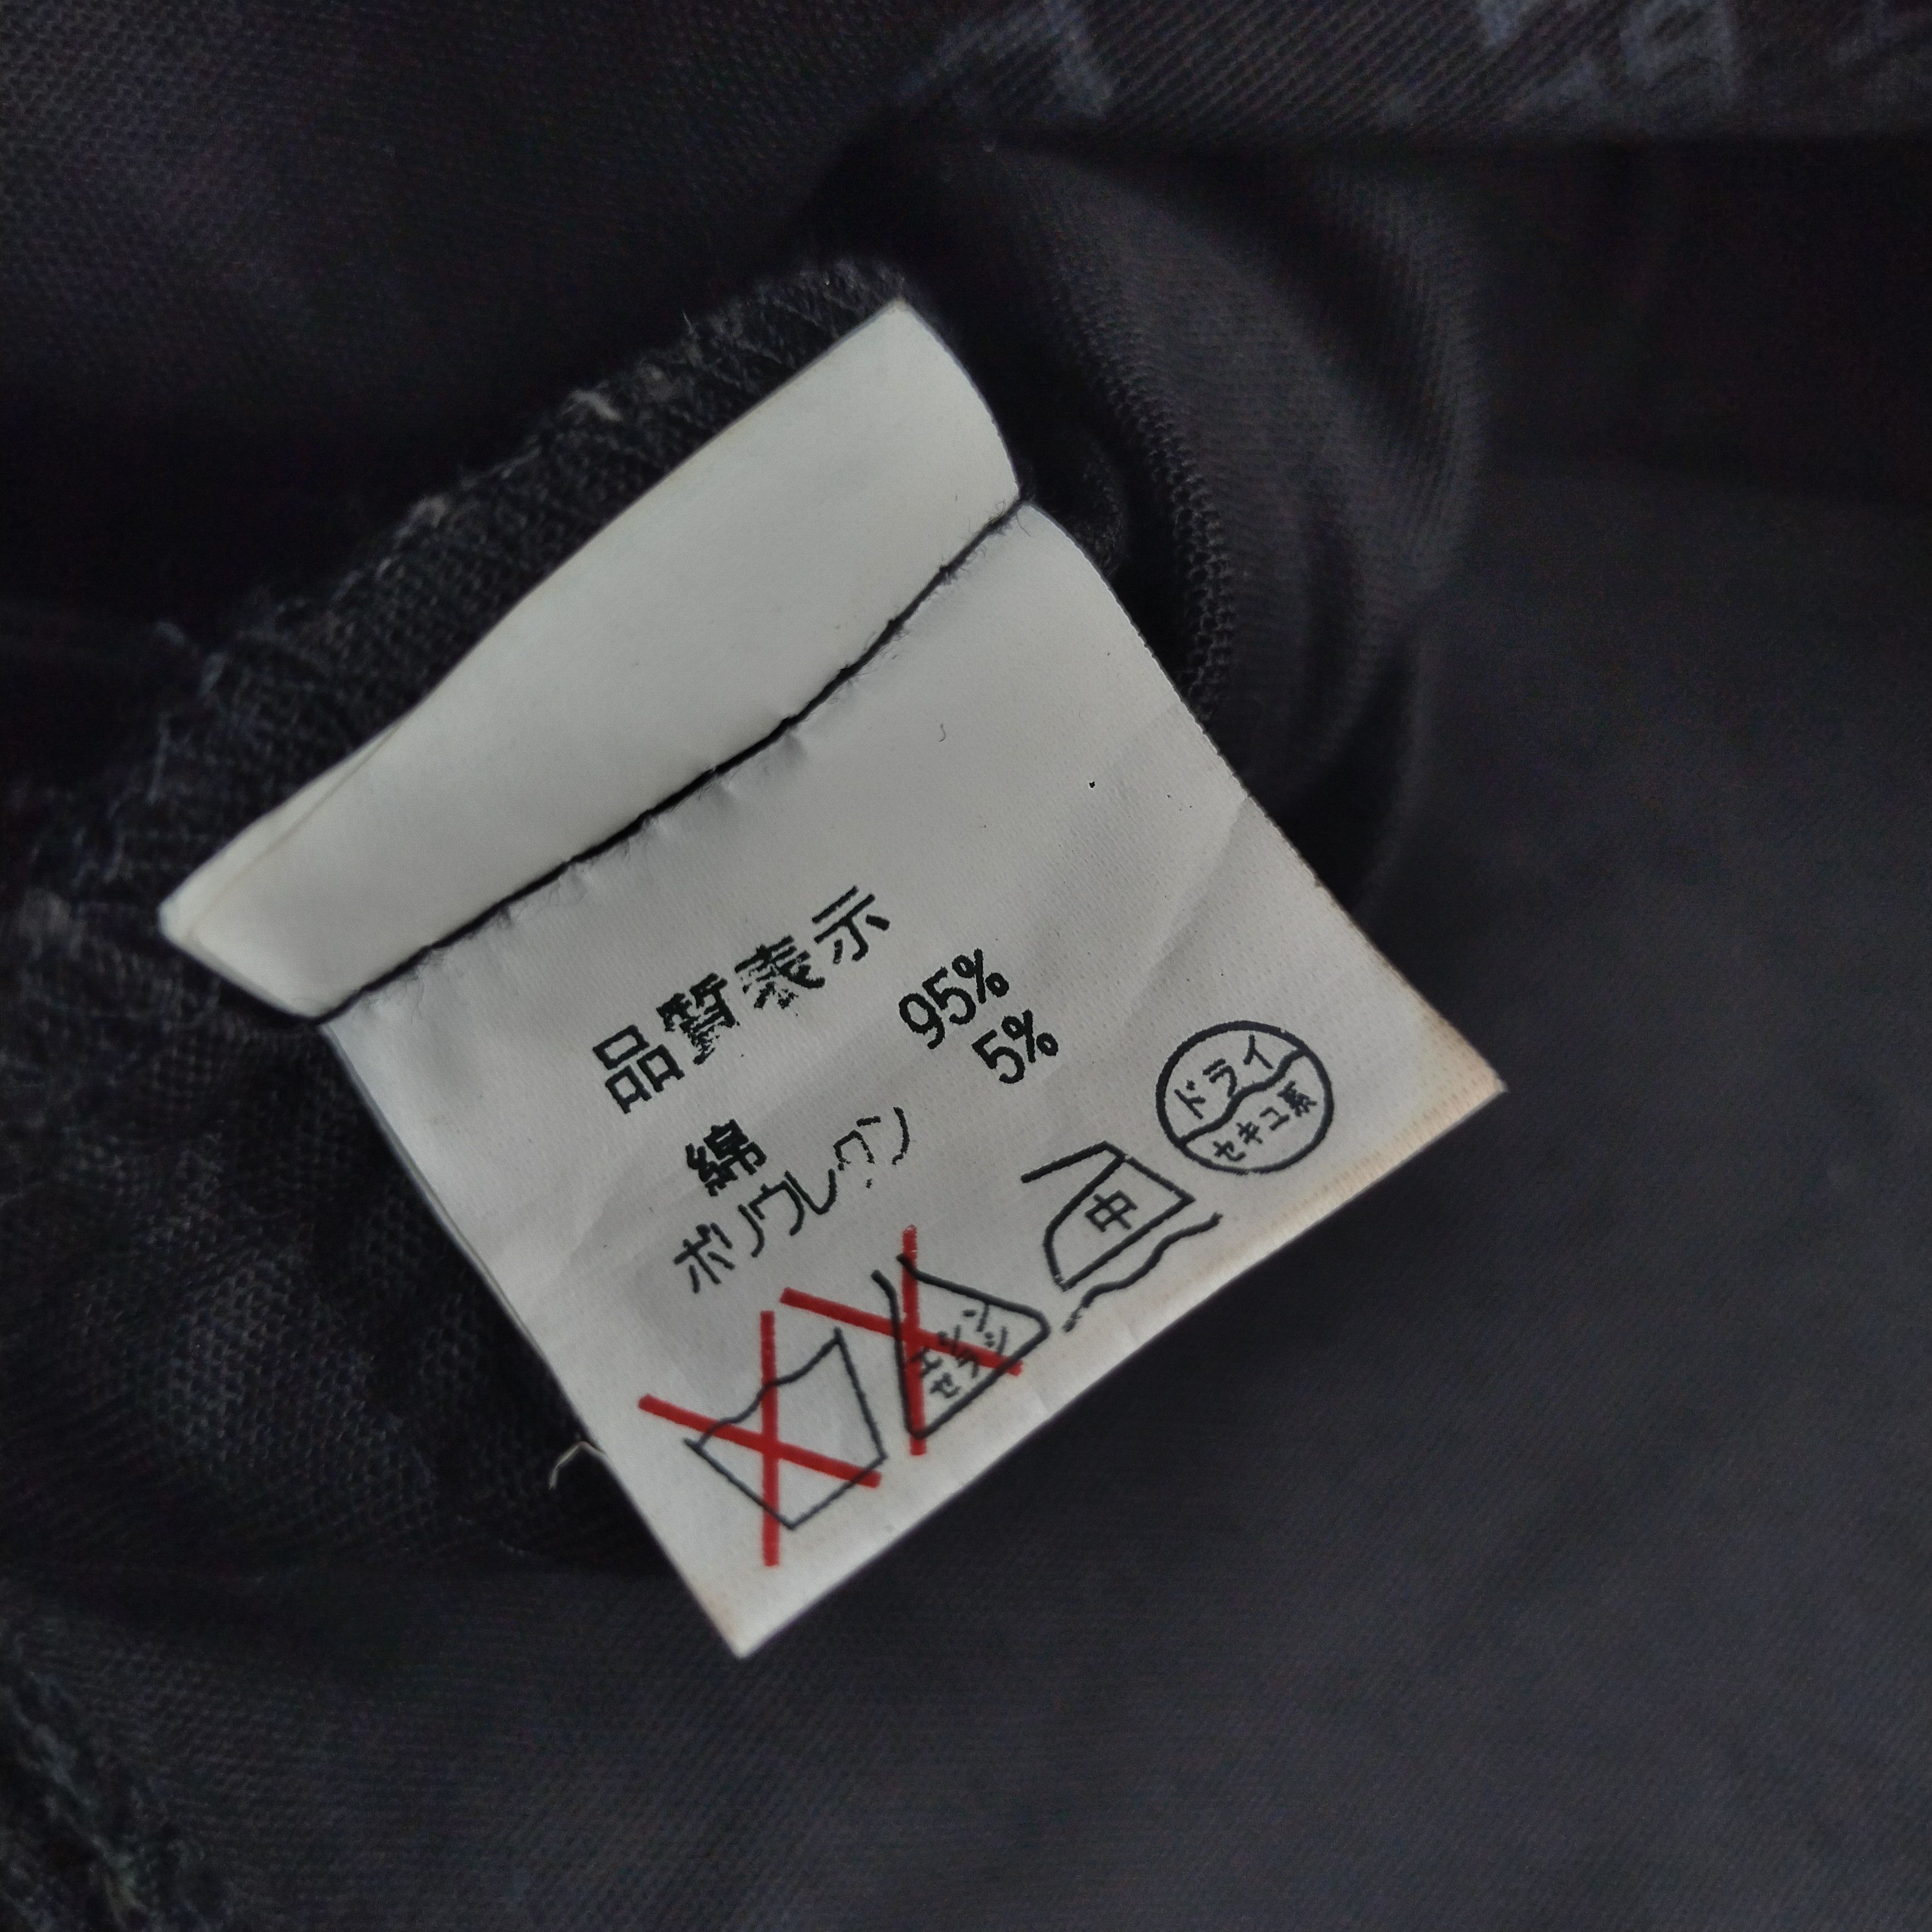 品質表示
綿 95%
ポリウレタン 5%
エンソ
サラシ
中
ドライ
セキユ系